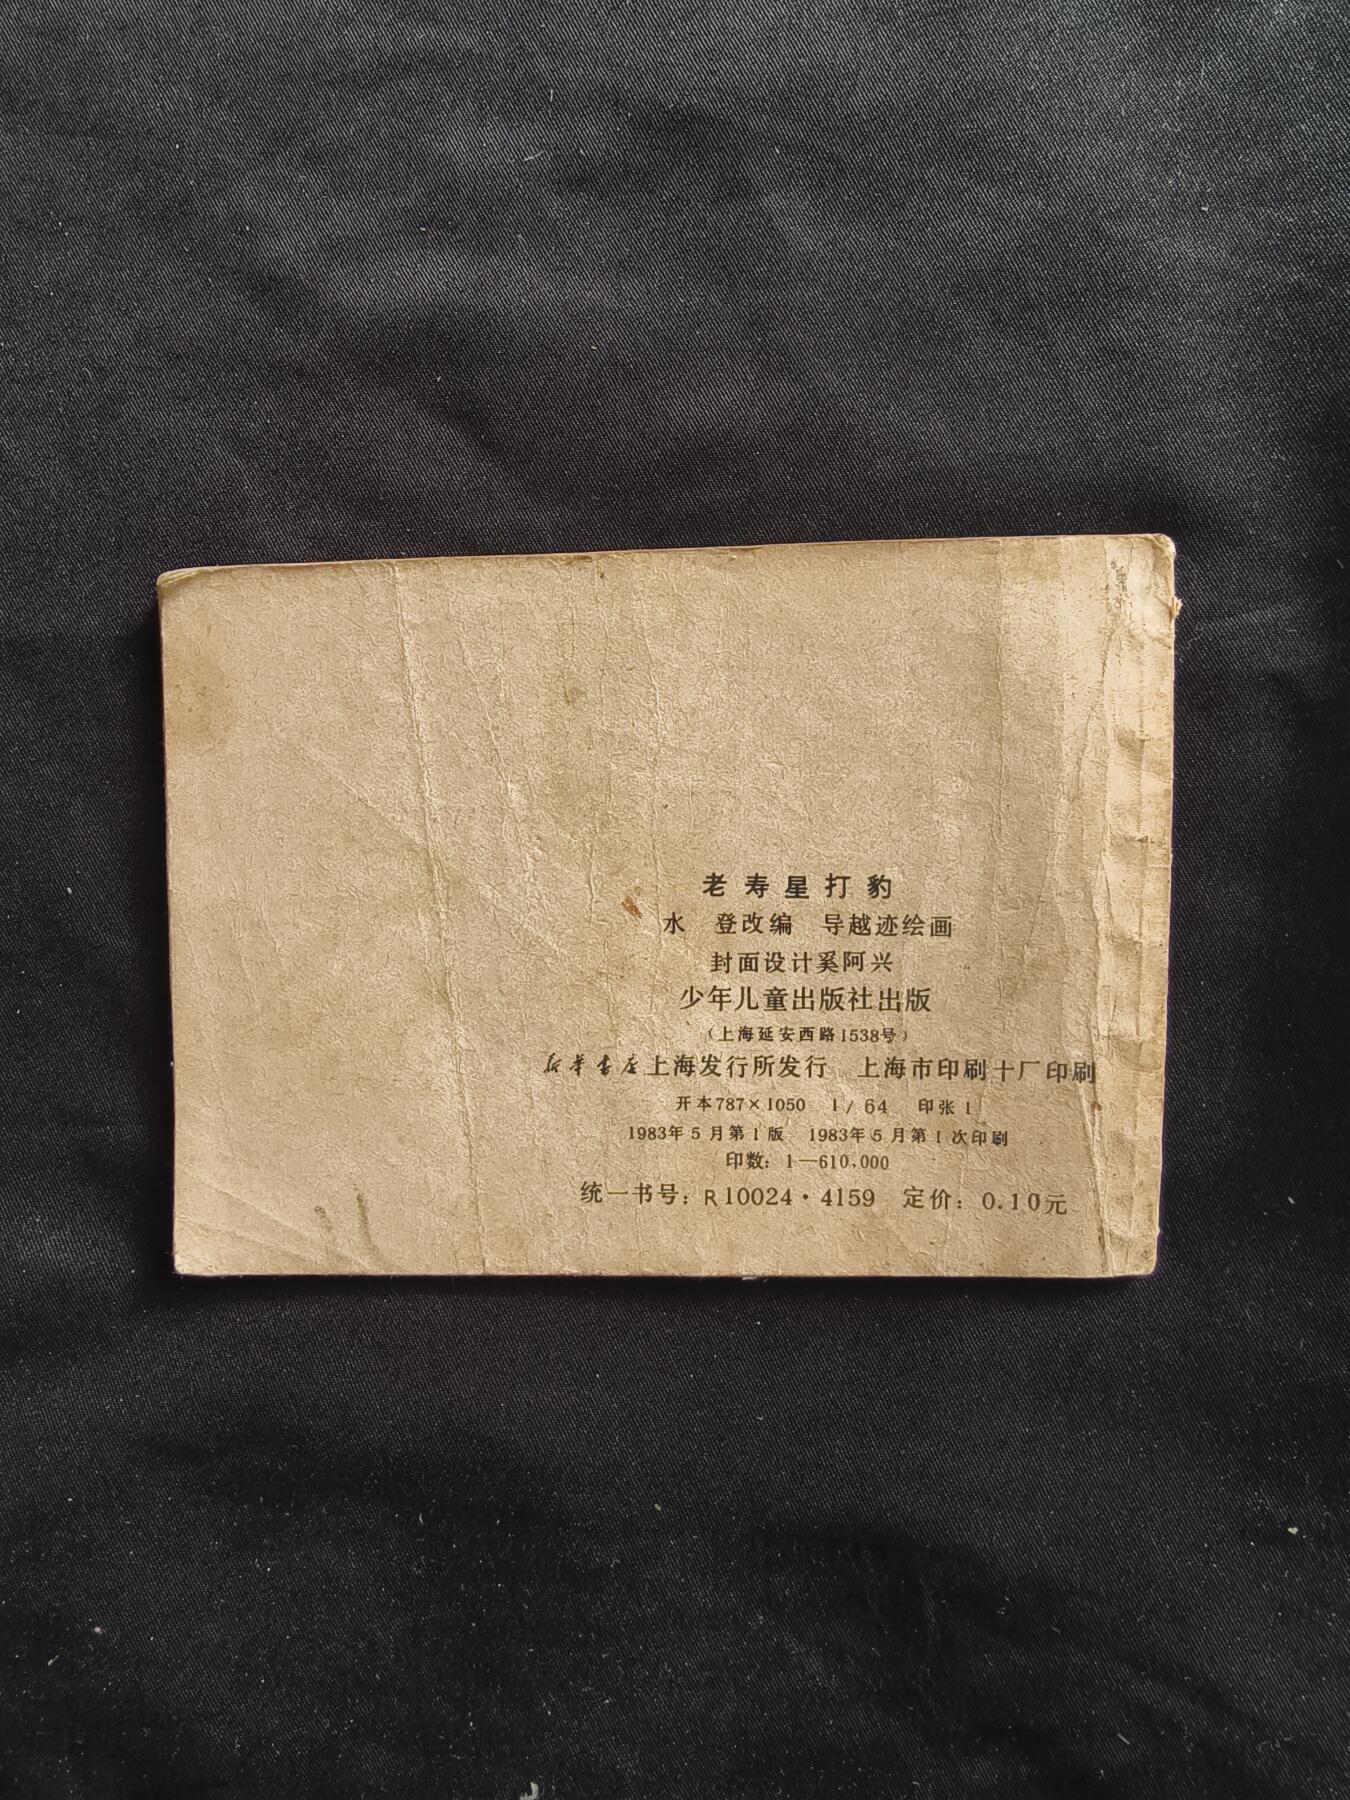 老寿星打豹
水　登改编　导越迹绘画
封面设计奚阿兴
少年儿童出版社出版
（上海延安西路1538号）
新华书店上海发行所发行　上海市印刷十厂印刷
开本787×1050　1/64　印张1
1983年5月第1版　1983年5月第1次印刷
印数：1—610,000
统一书号：R10024·4159　定价：0.10元